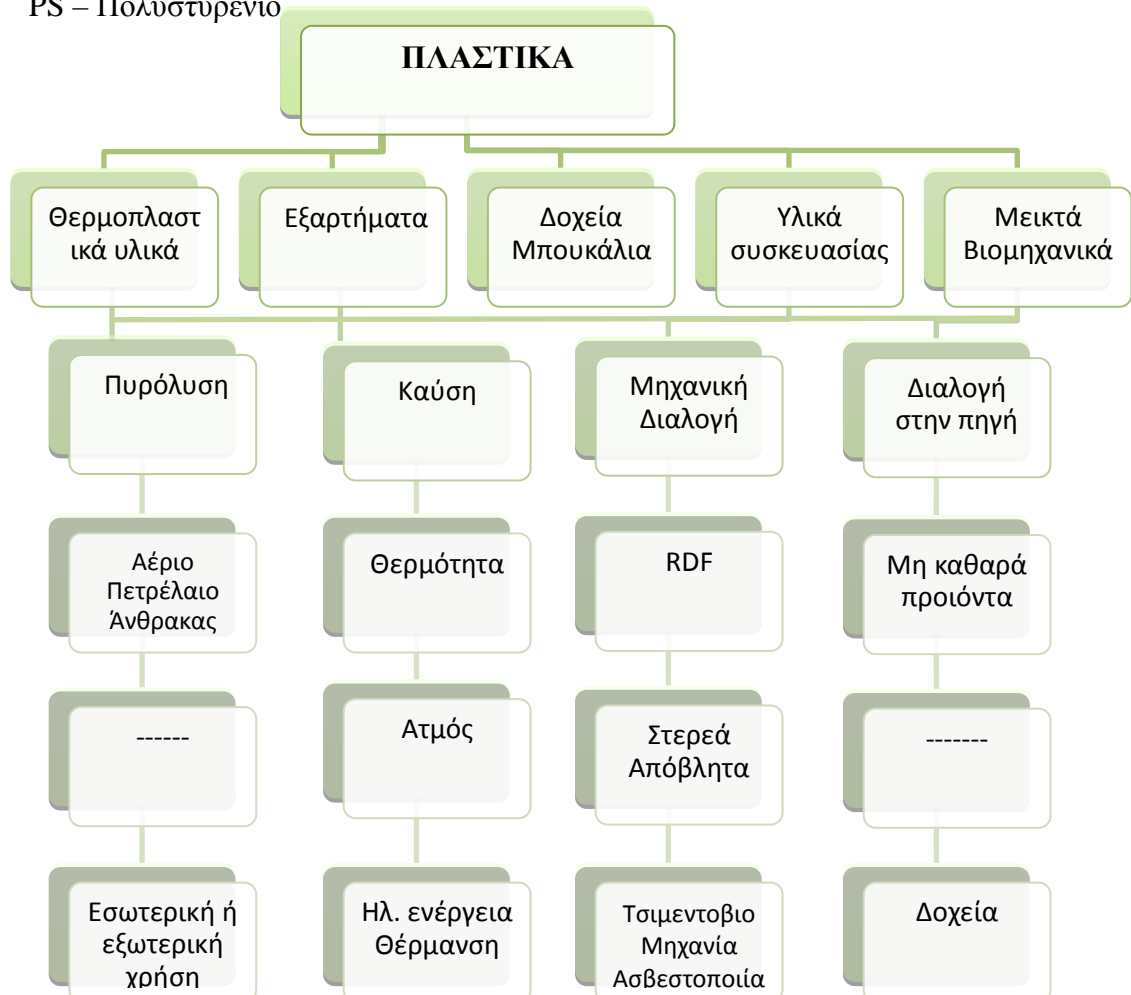 PS – Πολυστυρένιο
ΠΛΑΣΤΙΚΑ
Θερμοπλαστ
ικά υλικά
Εξαρτήματα
Δοχεία
Μπουκάλια
Υλικά
συσκευασίας
Μεικτά
Βιομηχανικά
Πυρόλυση
Καύση
Μηχανική
Διαλογή
Διαλογή
στην πηγή
Αέριο
Πετρέλαιο
Άνθρακας
Θερμότητα
RDF
Μη καθαρά
προιόντα
------
Ατμός
Στερεά
Απόβλητα
-------
Εσωτερική ή
εξωτερική
χρήση
Ηλ. ενέργεια
Θέρμανση
Τσιμεντοβιο
Μηχανία
Ασβεστοποιία
Δοχεία